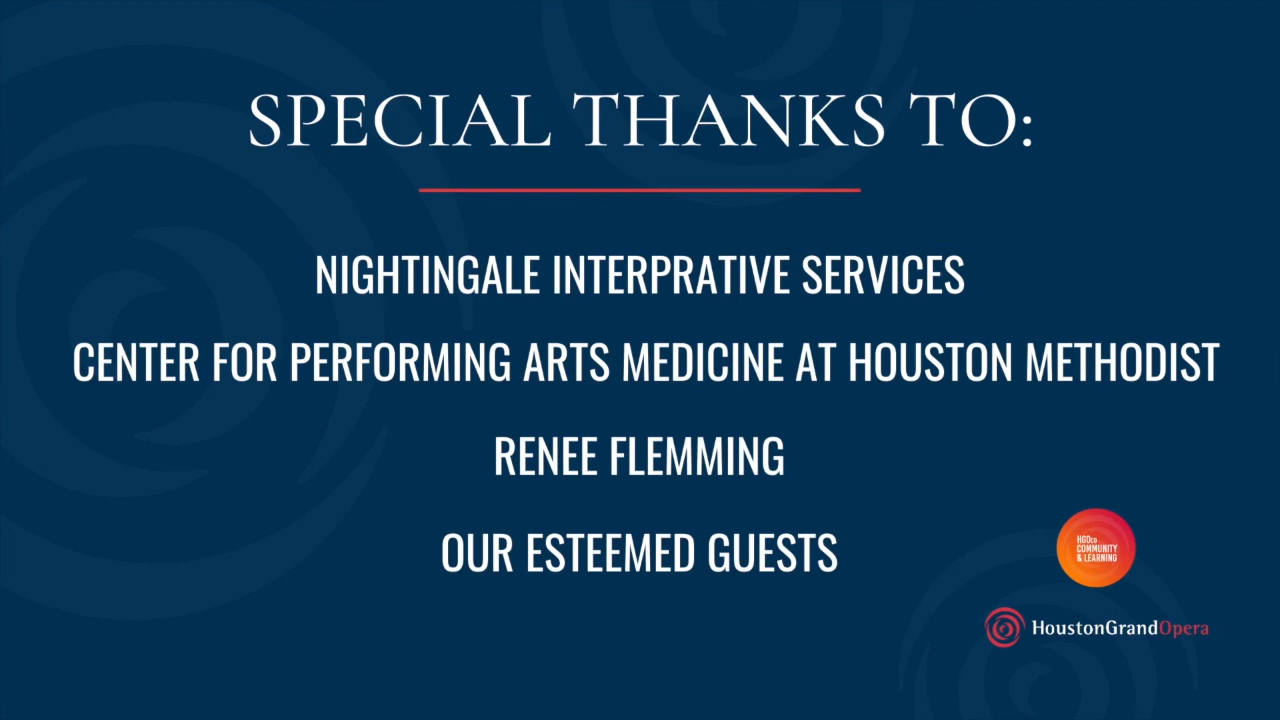 SPECIAL THANKS TO:
NIGHTINGALE INTERPRATIVE SERVICES
CENTER FOR PERFORMING ARTS MEDICINE AT HOUSTON METHODIST
RENEE FLEMMING
OUR ESTEEMED GUESTS
HGOco
COMMUNITY
& LEARNING
HoustonGrandOpera